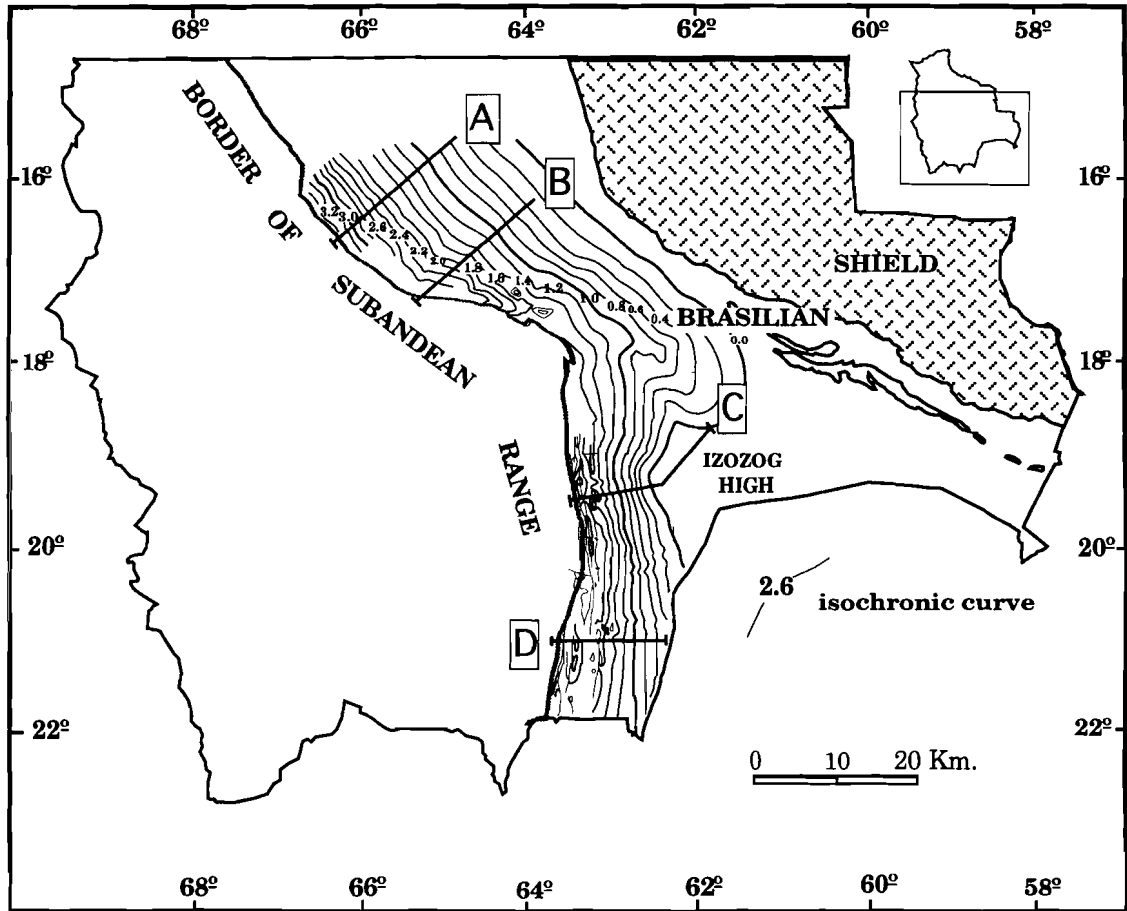 68º 66º 64º 62º 60º 58º
A
B
16º 16º
BORDER
OF
SUBANDEAN
RANGE
3.2 3.0 2.6 2.4 2.2 2.0 1.8 1.6 1.4 1.2 1.0 0.8 0.6 0.4 0.0
SHIELD
BRASILIAN
18º 18º
C
IZOZOG
HIGH
20º 20º
2.6 isochronic curve
D
22º 22º
0 10 20 Km.
68º 66º 64º 62º 60º 58º